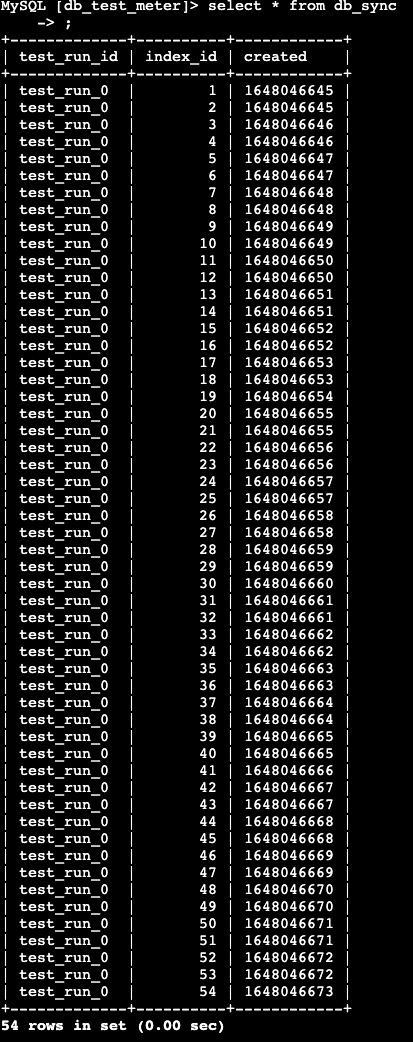 MySQL [db_test_meter]> select * from db_sync
    -> ;
+------------+----------+------------+
| test_run_id | index_id | created    |
+------------+----------+------------+
| test_run_0 | 1 | 1648046645 |
| test_run_0 | 2 | 1648046645 |
| test_run_0 | 3 | 1648046646 |
| test_run_0 | 4 | 1648046646 |
| test_run_0 | 5 | 1648046647 |
| test_run_0 | 6 | 1648046647 |
| test_run_0 | 7 | 1648046648 |
| test_run_0 | 8 | 1648046648 |
| test_run_0 | 9 | 1648046649 |
| test_run_0 | 10 | 1648046649 |
| test_run_0 | 11 | 1648046650 |
| test_run_0 | 12 | 1648046650 |
| test_run_0 | 13 | 1648046651 |
| test_run_0 | 14 | 1648046651 |
| test_run_0 | 15 | 1648046652 |
| test_run_0 | 16 | 1648046652 |
| test_run_0 | 17 | 1648046653 |
| test_run_0 | 18 | 1648046653 |
| test_run_0 | 19 | 1648046654 |
| test_run_0 | 20 | 1648046655 |
| test_run_0 | 21 | 1648046655 |
| test_run_0 | 22 | 1648046656 |
| test_run_0 | 23 | 1648046656 |
| test_run_0 | 24 | 1648046657 |
| test_run_0 | 25 | 1648046657 |
| test_run_0 | 26 | 1648046658 |
| test_run_0 | 27 | 1648046658 |
| test_run_0 | 28 | 1648046659 |
| test_run_0 | 29 | 1648046659 |
| test_run_0 | 30 | 1648046660 |
| test_run_0 | 31 | 1648046661 |
| test_run_0 | 32 | 1648046661 |
| test_run_0 | 33 | 1648046662 |
| test_run_0 | 34 | 1648046662 |
| test_run_0 | 35 | 1648046663 |
| test_run_0 | 36 | 1648046663 |
| test_run_0 | 37 | 1648046664 |
| test_run_0 | 38 | 1648046664 |
| test_run_0 | 39 | 1648046665 |
| test_run_0 | 40 | 1648046665 |
| test_run_0 | 41 | 1648046666 |
| test_run_0 | 42 | 1648046667 |
| test_run_0 | 43 | 1648046667 |
| test_run_0 | 44 | 1648046668 |
| test_run_0 | 45 | 1648046668 |
| test_run_0 | 46 | 1648046669 |
| test_run_0 | 47 | 1648046669 |
| test_run_0 | 48 | 1648046670 |
| test_run_0 | 49 | 1648046670 |
| test_run_0 | 50 | 1648046671 |
| test_run_0 | 51 | 1648046671 |
| test_run_0 | 52 | 1648046672 |
| test_run_0 | 53 | 1648046672 |
| test_run_0 | 54 | 1648046673 |
+------------+----------+------------+
54 rows in set (0.00 sec)